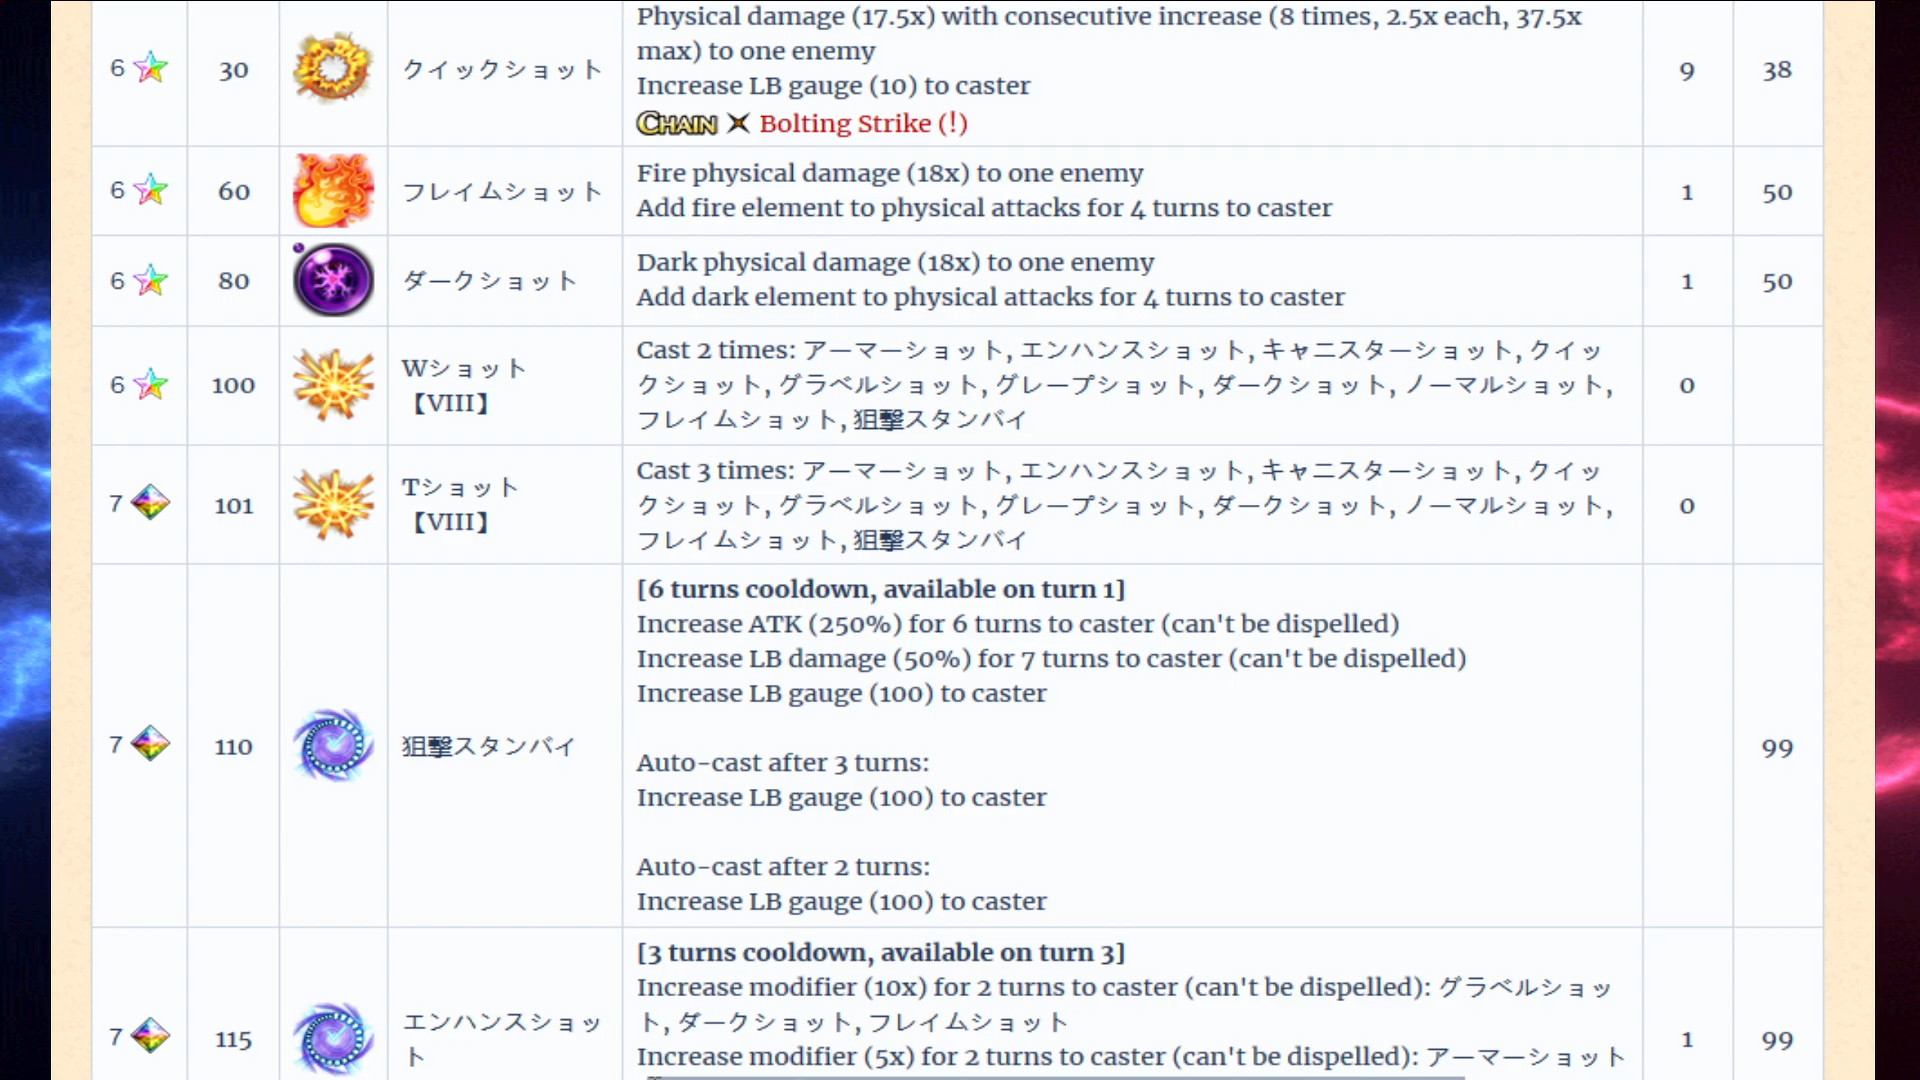 Physical damage (17.5x) with consecutive increase (8 times, 2.5x each, 37.5x
max) to one enemy
6 30 クイックショット
Increase LB gauge (10) to caster
9 38
CHAIN Bolting Strike (!)
6 60 フレイムショット
Fire physical damage (18x) to one enemy
Add fire element to physical attacks for 4 turns to caster
1 50
6 80 ダークショット
Dark physical damage (18x) to one enemy
Add dark element to physical attacks for 4 turns to caster
1 50
6 100 Wショット
【VIII】
Cast 2 times: アーマーショット, エンハンスショット, キャニスターショット, クイッ
クショット, グラベルショット, グレープショット, ダークショット, ノーマルショット,
フレイムショット, 狙撃スタンバイ
0
7 101 Tショット
【VIII】
Cast 3 times: アーマーショット, エンハンスショット, キャニスターショット, クイッ
クショット, グラベルショット, グレープショット, ダークショット, ノーマルショット,
フレイムショット, 狙撃スタンバイ
0
7 110 狙撃スタンバイ
[6 turns cooldown, available on turn 1]
Increase ATK (250%) for 6 turns to caster (can't be dispelled)
Increase LB damage (50%) for 7 turns to caster (can't be dispelled)
Increase LB gauge (100) to caster
Auto-cast after 3 turns:
Increase LB gauge (100) to caster
Auto-cast after 2 turns:
Increase LB gauge (100) to caster
99
7 115 エンハンスショッ
ト
[3 turns cooldown, available on turn 3]
Increase modifier (10x) for 2 turns to caster (can't be dispelled): グラベルショッ
ト, ダークショット, フレイムショット
Increase modifier (5x) for 2 turns to caster (can't be dispelled): アーマーショット
1 99